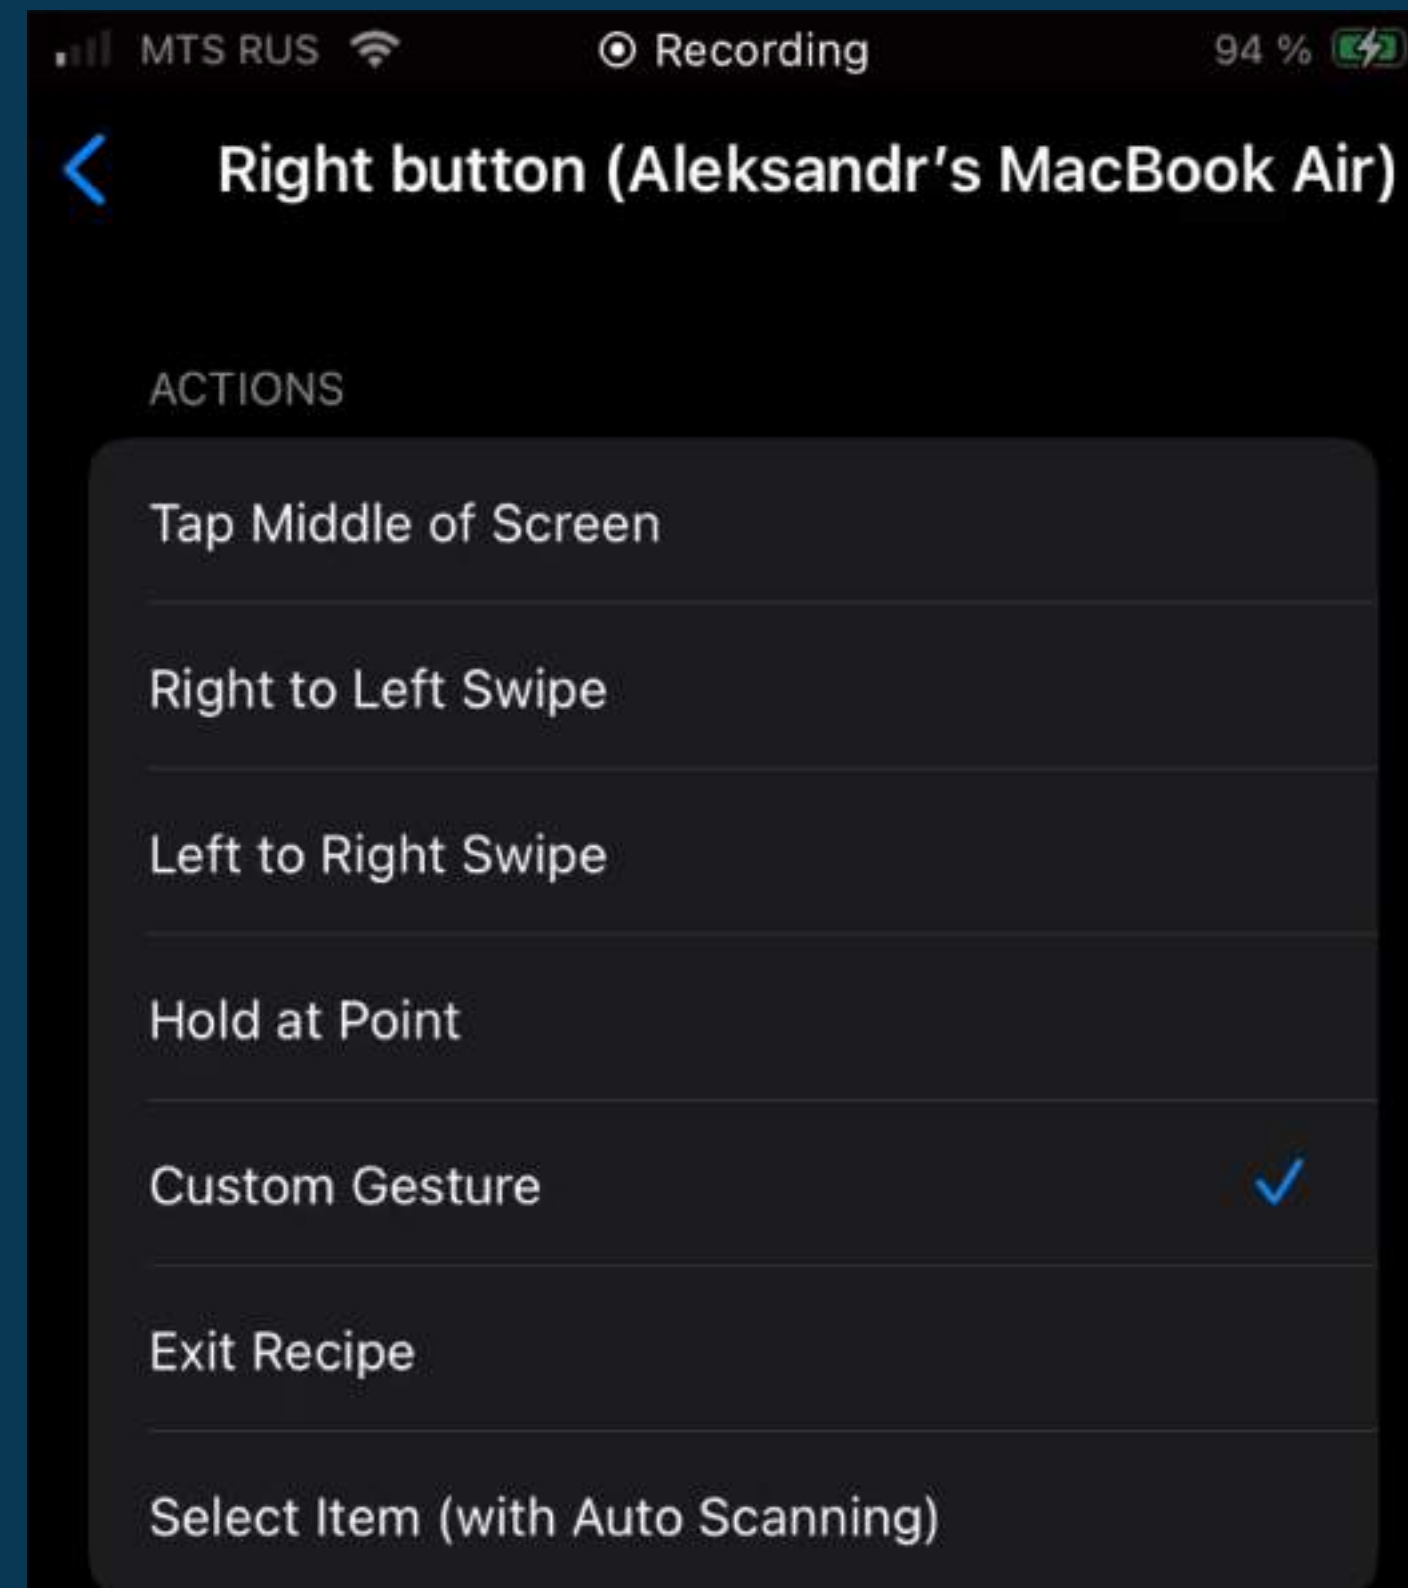 MTS RUS Recording 94 %
Right button (Aleksandr's MacBook Air)
ACTIONS
Tap Middle of Screen
Right to Left Swipe
Left to Right Swipe
Hold at Point
Custom Gesture
Exit Recipe
Select Item (with Auto Scanning)